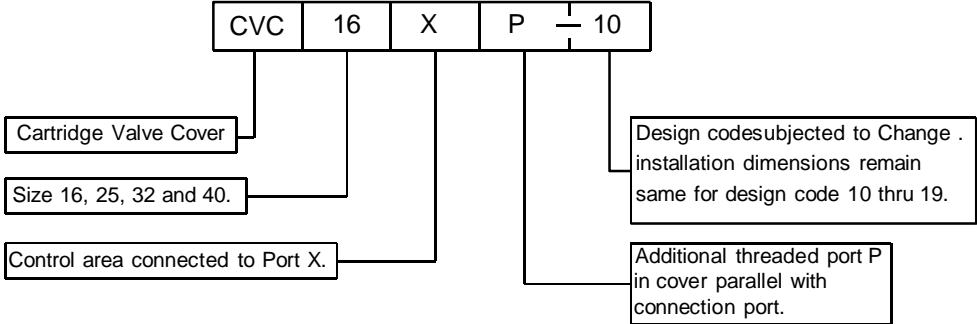 CVC 16 X P – 10
Cartridge Valve Cover
Size 16, 25, 32 and 40.
Control area connected to Port X.
Design codesubjected to Change .
installation dimensions remain
same for design code 10 thru 19.
Additional threaded port P
in cover parallel with
connection port.